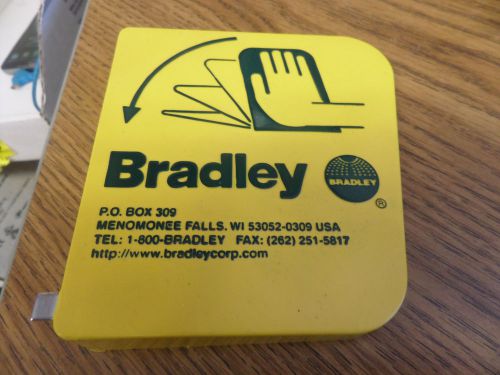 Bradley
BRADLEY
®
P.O. BOX 309
MENOMONEE FALLS, WI 53052-0309 USA
TEL: 1-800-BRADLEY FAX: (262) 251-5817
http://www.bradleycorp.com